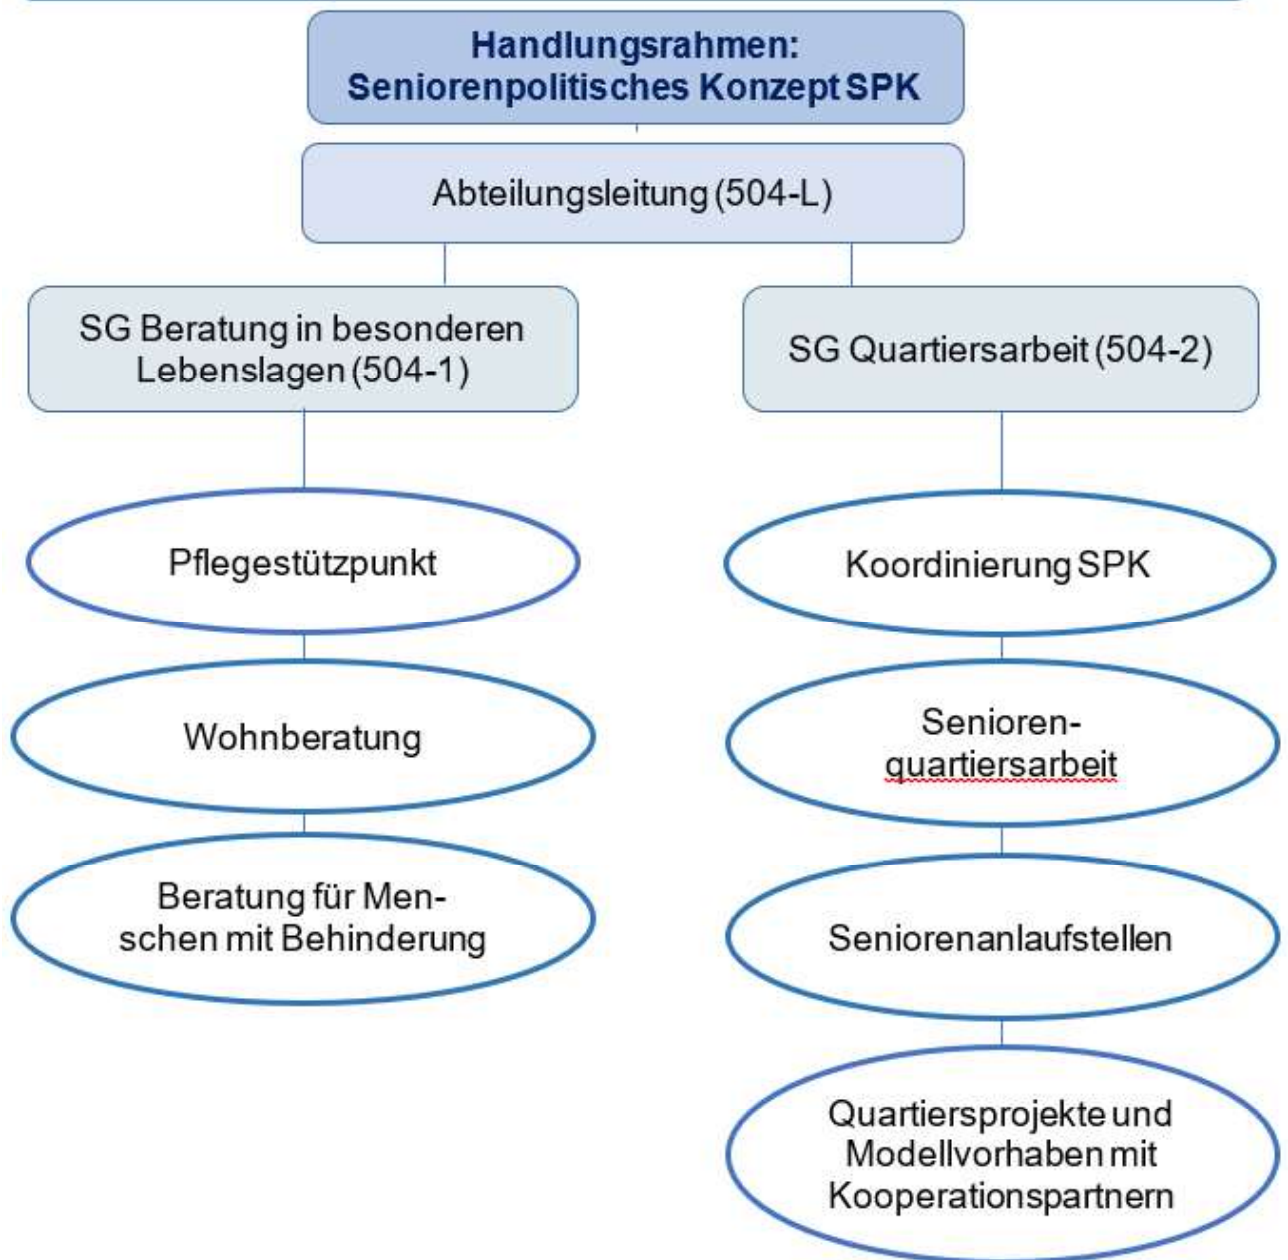 Handlungsrahmen:
Seniorenpolitisches Konzept SPK
Abteilungsleitung (504-L)
SG Beratung in besonderen
Lebenslagen (504-1)
Pflegestützpunkt
Wohnberatung
Beratung für Men-
schen mit Behinderung
SG Quartiersarbeit (504-2)
Koordinierung SPK
Senioren-
quartiersarbeit
Seniorenanlaufstellen
Quartiersprojekte und
Modellvorhaben mit
Kooperationspartnern